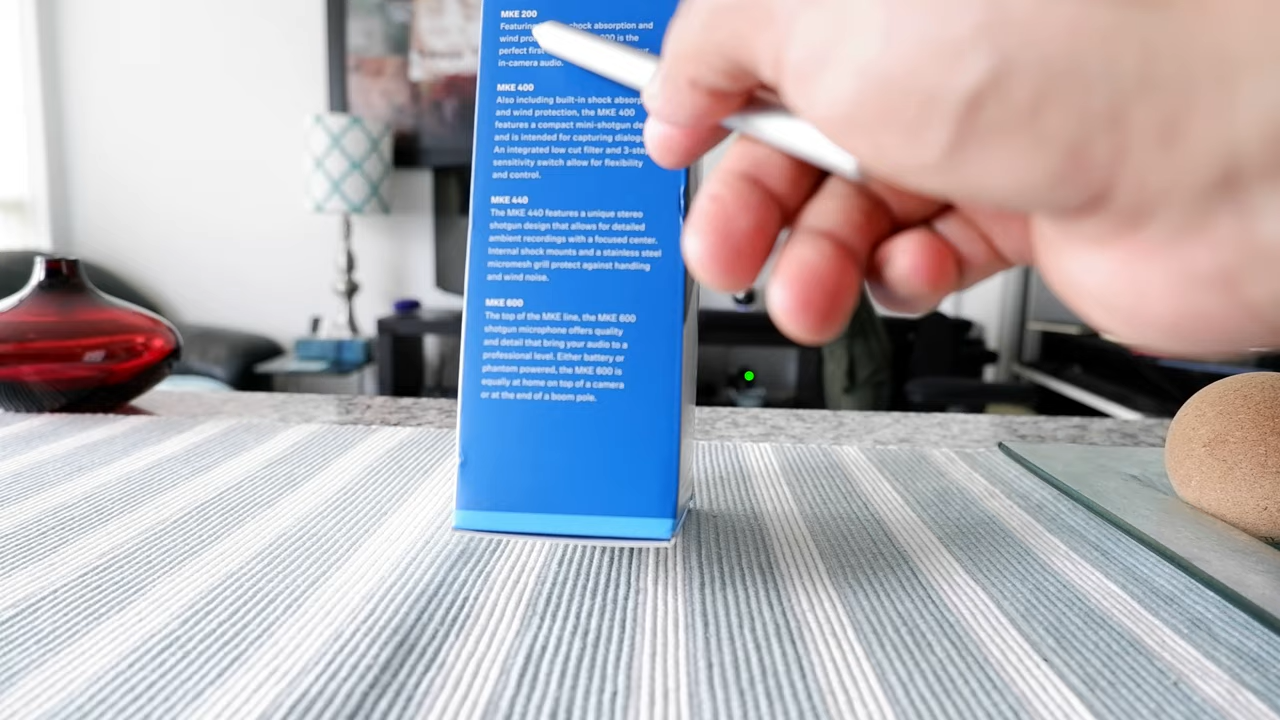 MKE 200
Featuring shock absorption and
wind 200 is the
perfect first
in-camera audio.
MKE 400
Also including built-in shock
and wind protection, the MKE 400
features a compact mini-shotgun
and is intended for capturing
An integrated low cut filter and
sensitivity switch allow for flexibility
and control.
MKE 440
The MKE 440 features a unique stereo
shotgun design that allows for detailed
ambient recordings with a focused center.
Internal shock mounts and a stainless steel
micromesh grill protect against handling
and wind noise.
MKE 600
The top of the MKE line, the MKE 600
shotgun microphone offers quality
and detail that bring your audio to a
professional level. Either battery or
phantom powered, the MKE 600 is
equally at home on top of a camera
or at the end of a boom pole.